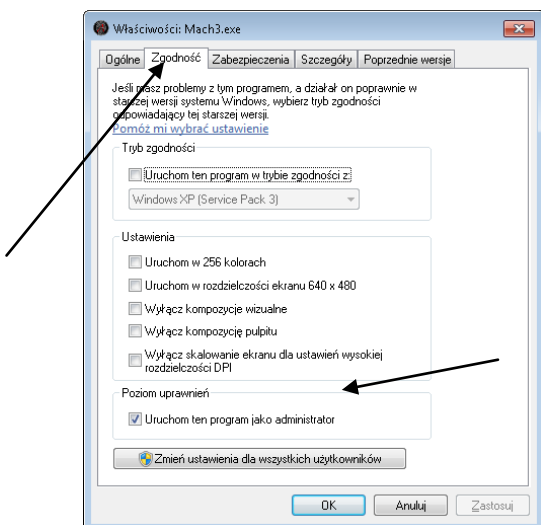 Właściwości: Mach3.exe
Ogólne Zgodność Zabezpieczenia Szczegóły Poprzednie wersje
Jeśli masz problemy z tym programem, a działał on poprawnie w
starszej wersji systemu Windows, wybierz tryb zgodności
odpowiadający tej starszej wersji.
Pomóż mi wybrać ustawienie
Tryb zgodności
Uruchom ten program w trybie zgodności z:
Windows XP (Service Pack 3)
Ustawienia
Uruchom w 256 kolorach
Uruchom w rozdzielczości ekranu 640 x 480
Wyłącz kompozycje wizualne
Wyłącz kompozycję pulpitu
Wyłącz skalowanie ekranu dla ustawień wysokiej
rozdzielczości DPI
Poziom uprawnień
Uruchom ten program jako administrator
Zmień ustawienia dla wszystkich użytkowników
OK Anuluj Zastosuj